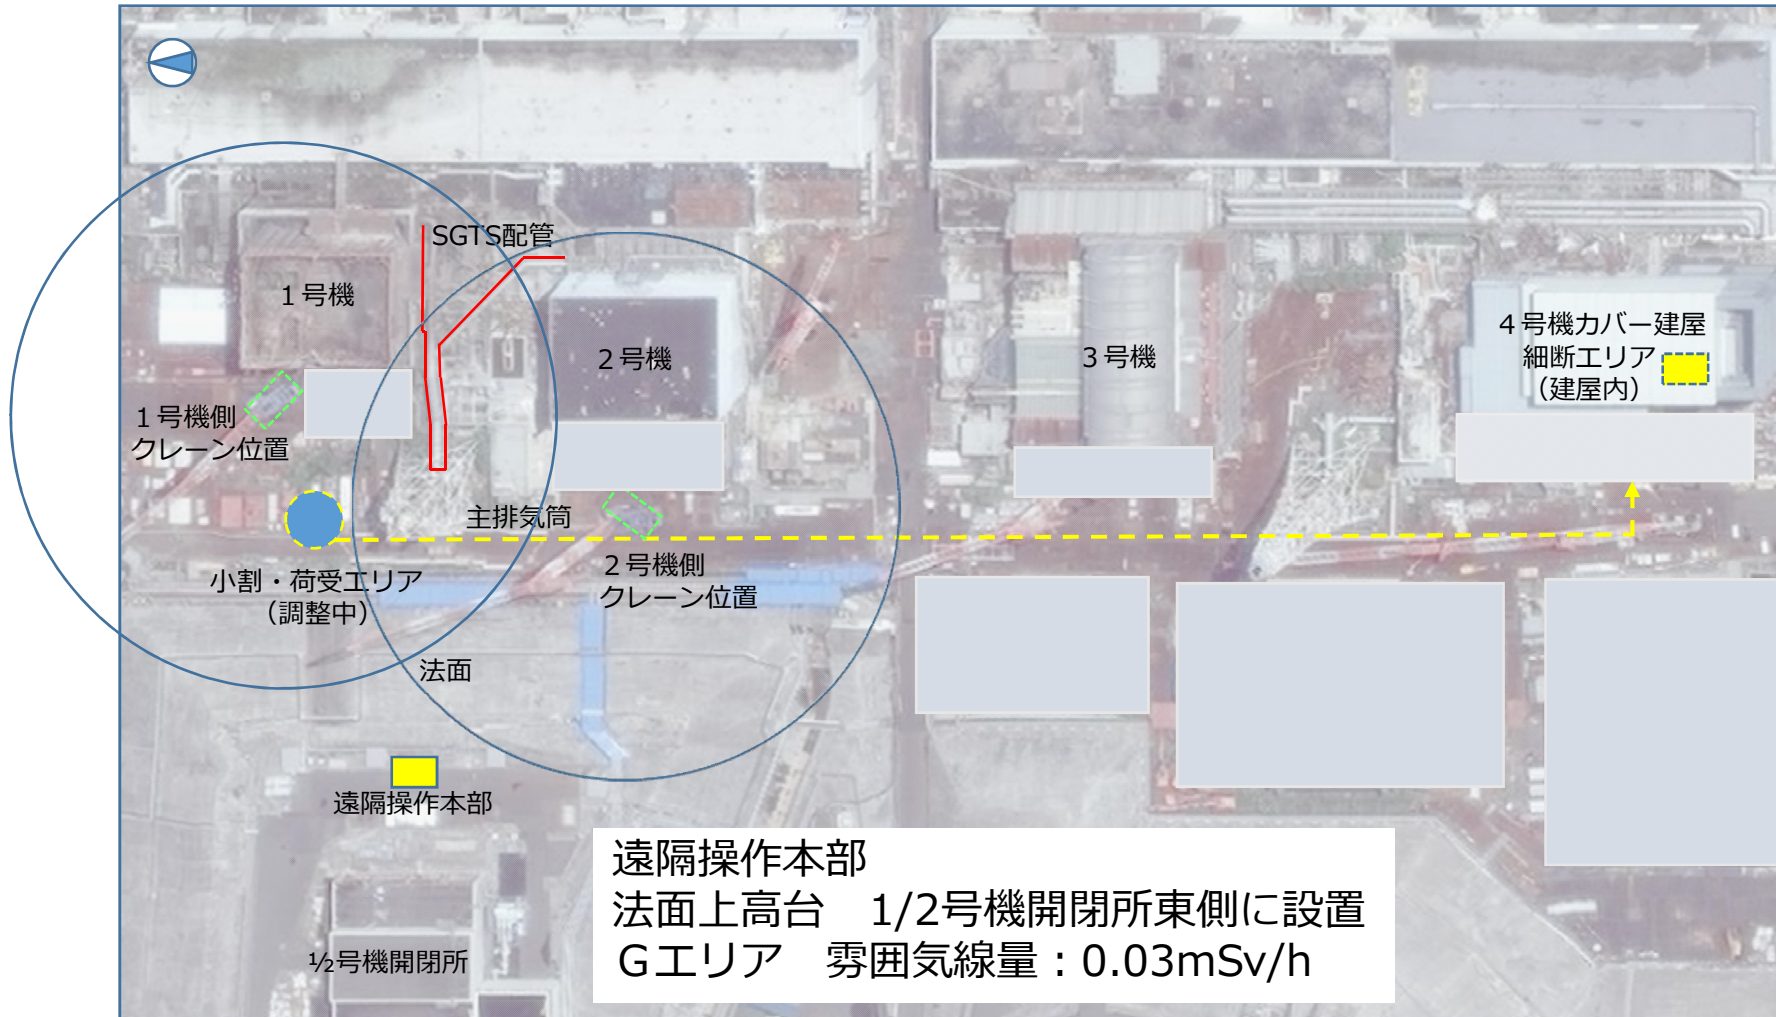 SGTS配管
１号機
２号機
３号機
４号機カバー建屋
細断エリア
（建屋内）
１号機側
クレーン位置
主排気筒
２号機側
クレーン位置
小割・荷受エリア
（調整中）
法面
遠隔操作本部
½号機開閉所
遠隔操作本部
法面上高台　1/2号機開閉所東側に設置
Ｇエリア　雰囲気線量：0.03mSv/h